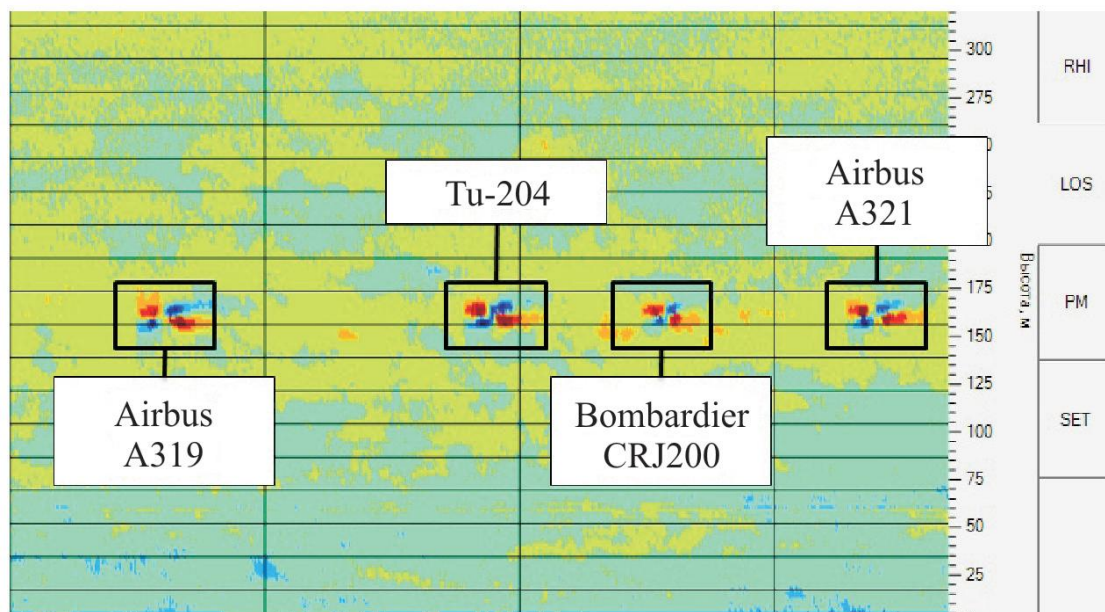 300
RHI
275
Tu-204
Airbus
A321
LOS
Высота, м
175
PM
150
125
Airbus
A319
Bombardier
CRJ200
SET
100
75
50
25